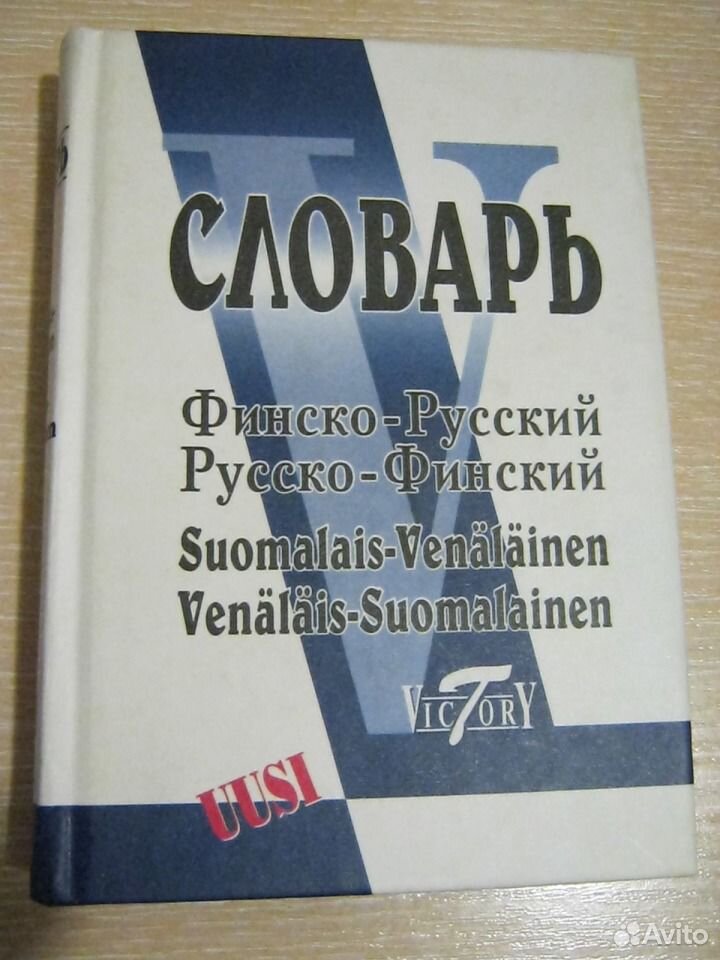 СЛОВАРЬ
Финско-Русский
Русско-Финский
Suomalais-Venäläinen
Venäläis-Suomalainen
VICTORY
UUSI
Avito